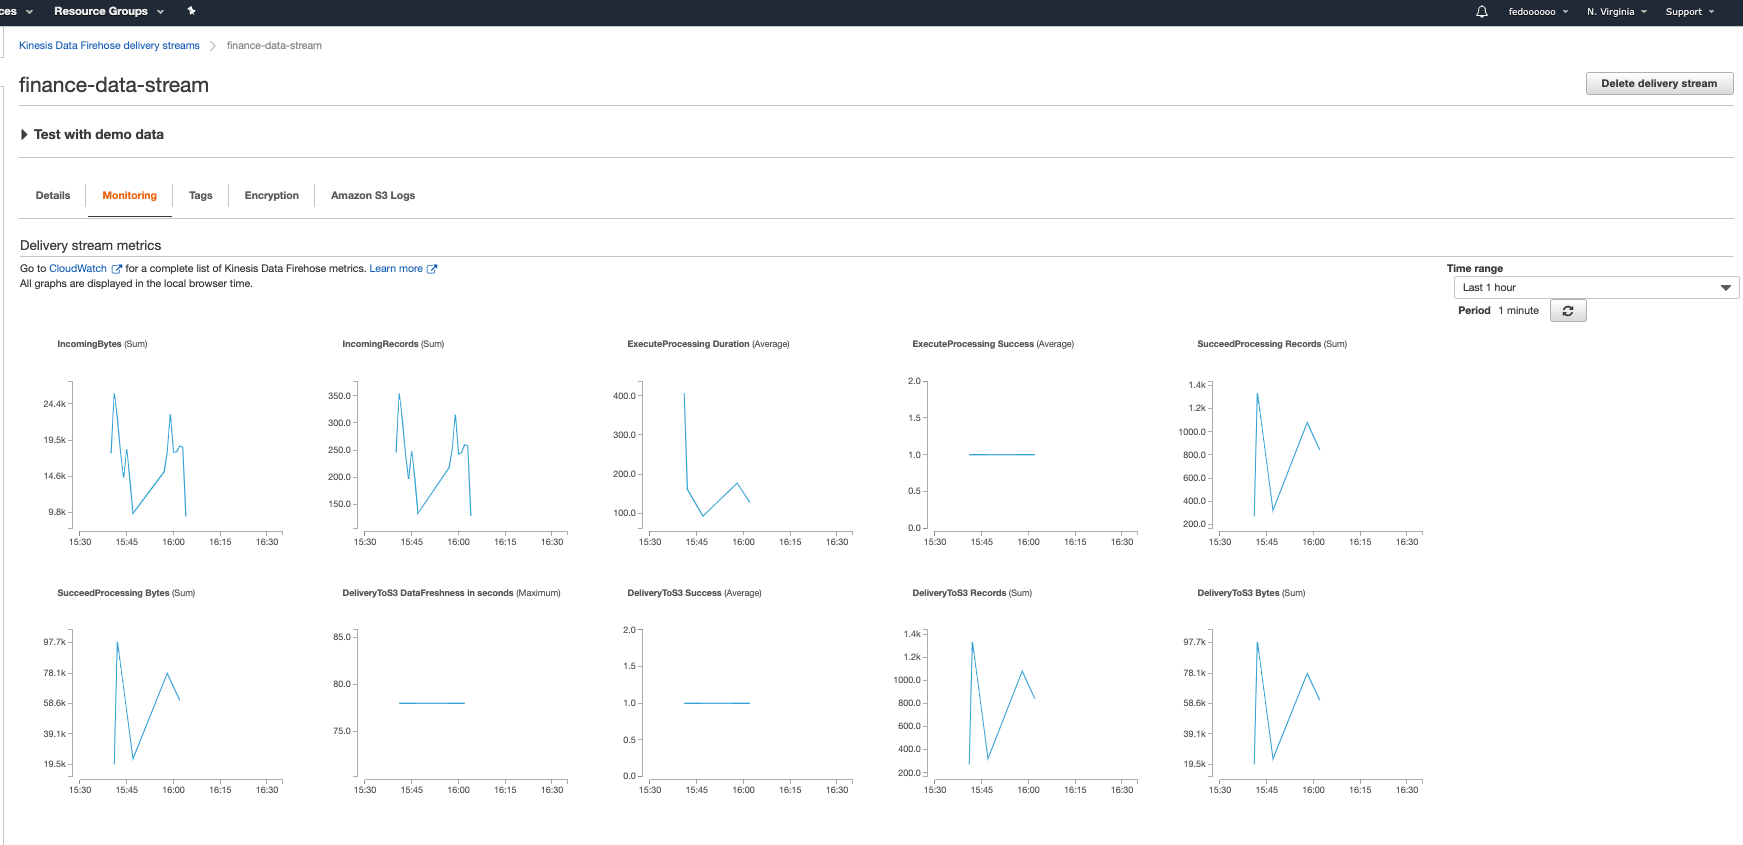 ces Resource Groups fedoooooo N. Virginia Support
Kinesis Data Firehose delivery streams finance-data-stream
finance-data-stream Delete delivery stream
Test with demo data
Details Monitoring Tags Encryption Amazon S3 Logs
Delivery stream metrics
Go to CloudWatch for a complete list of Kinesis Data Firehose metrics. Learn more
All graphs are displayed in the local browser time.
Time range
Last 1 hour
Period 1 minute
IncomingBytes (Sum)
24.4k
19.5k
14.6k
9.8k
15:30 15:45 16:00 16:15 16:30
IncomingRecords (Sum)
350.0
300.0
250.0
200.0
150.0
15:30 15:45 16:00 16:15 16:30
ExecuteProcessing Duration (Average)
400.0
300.0
200.0
100.0
15:30 15:45 16:00 16:15 16:30
ExecuteProcessing Success (Average)
2.0
1.5
1.0
0.5
0.0
15:30 15:45 16:00 16:15 16:30
SucceedProcessing Records (Sum)
1.4k
1.2k
1000.0
800.0
600.0
400.0
200.0
15:30 15:45 16:00 16:15 16:30
SucceedProcessing Bytes (Sum)
97.7k
78.1k
58.6k
39.1k
19.5k
15:30 15:45 16:00 16:15 16:30
DeliveryToS3 DataFreshness in seconds (Maximum)
85.0
80.0
75.0
15:30 15:45 16:00 16:15 16:30
DeliveryToS3 Success (Average)
2.0
1.5
1.0
0.5
0.0
15:30 15:45 16:00 16:15 16:30
DeliveryToS3 Records (Sum)
1.4k
1.2k
1000.0
800.0
600.0
400.0
200.0
15:30 15:45 16:00 16:15 16:30
DeliveryToS3 Bytes (Sum)
97.7k
78.1k
58.6k
39.1k
19.5k
15:30 15:45 16:00 16:15 16:30